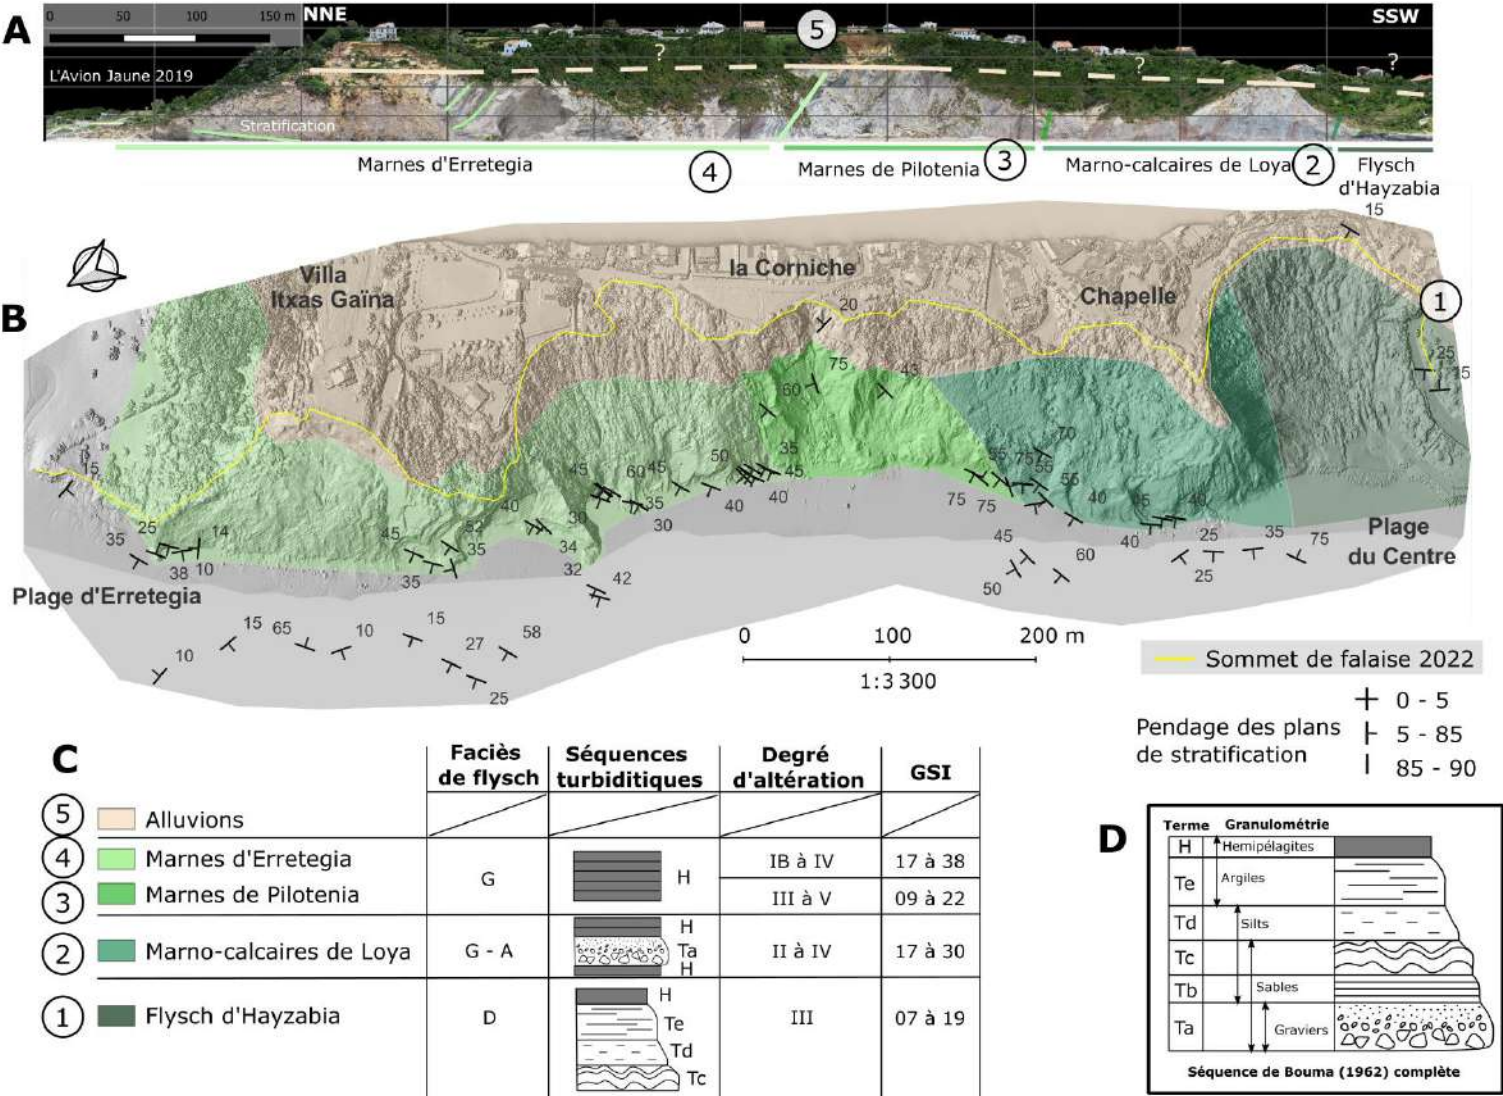 A
0 50 100 150 m
NNE
5
SSW
?
?
?
L'Avion Jaune 2019
Stratification
Marnes d'Erretegia
4
Marnes de Pilotenia
3
Marno-calcaires de Loya
2
Flysch
d'Hayzabia
B
15
Villa
Itxas Gaïna
la Corniche
Chapelle
1
20
75
43
60
25
15
35
50
45
60
45
45
40
35
30
40
40
15
25
35
14
38
10
45
52
35
35
40
30
34
32
42
75
75
55
70
55
40
45
60
50
40
25
25
35
75
Plage
du Centre
Plage d'Erretegia
15
65
10
15
10
27
58
25
0 100 200 m
1:3 300
Sommet de falaise 2022
Pendage des plans
de stratification
0 - 5
5 - 85
85 - 90
C
Faciès
de flysch
Séquences
turbiditiques
Degré
d'altération
GSI
5 Alluvions
4 Marnes d'Erretegia
3 Marnes de Pilotenia
G
H
IB à IV
17 à 38
III à V
09 à 22
2 Marno-calcaires de Loya
G - A
H
Ta
H
II à IV
17 à 30
1 Flysch d'Hayzabia
D
H
Te
Td
Tc
III
07 à 19
D
Terme Granulométrie
H Hemipélagites
Te Argiles
Td Silts
Tc
Tb Sables
Ta Graviers
Séquence de Bouma (1962) complète